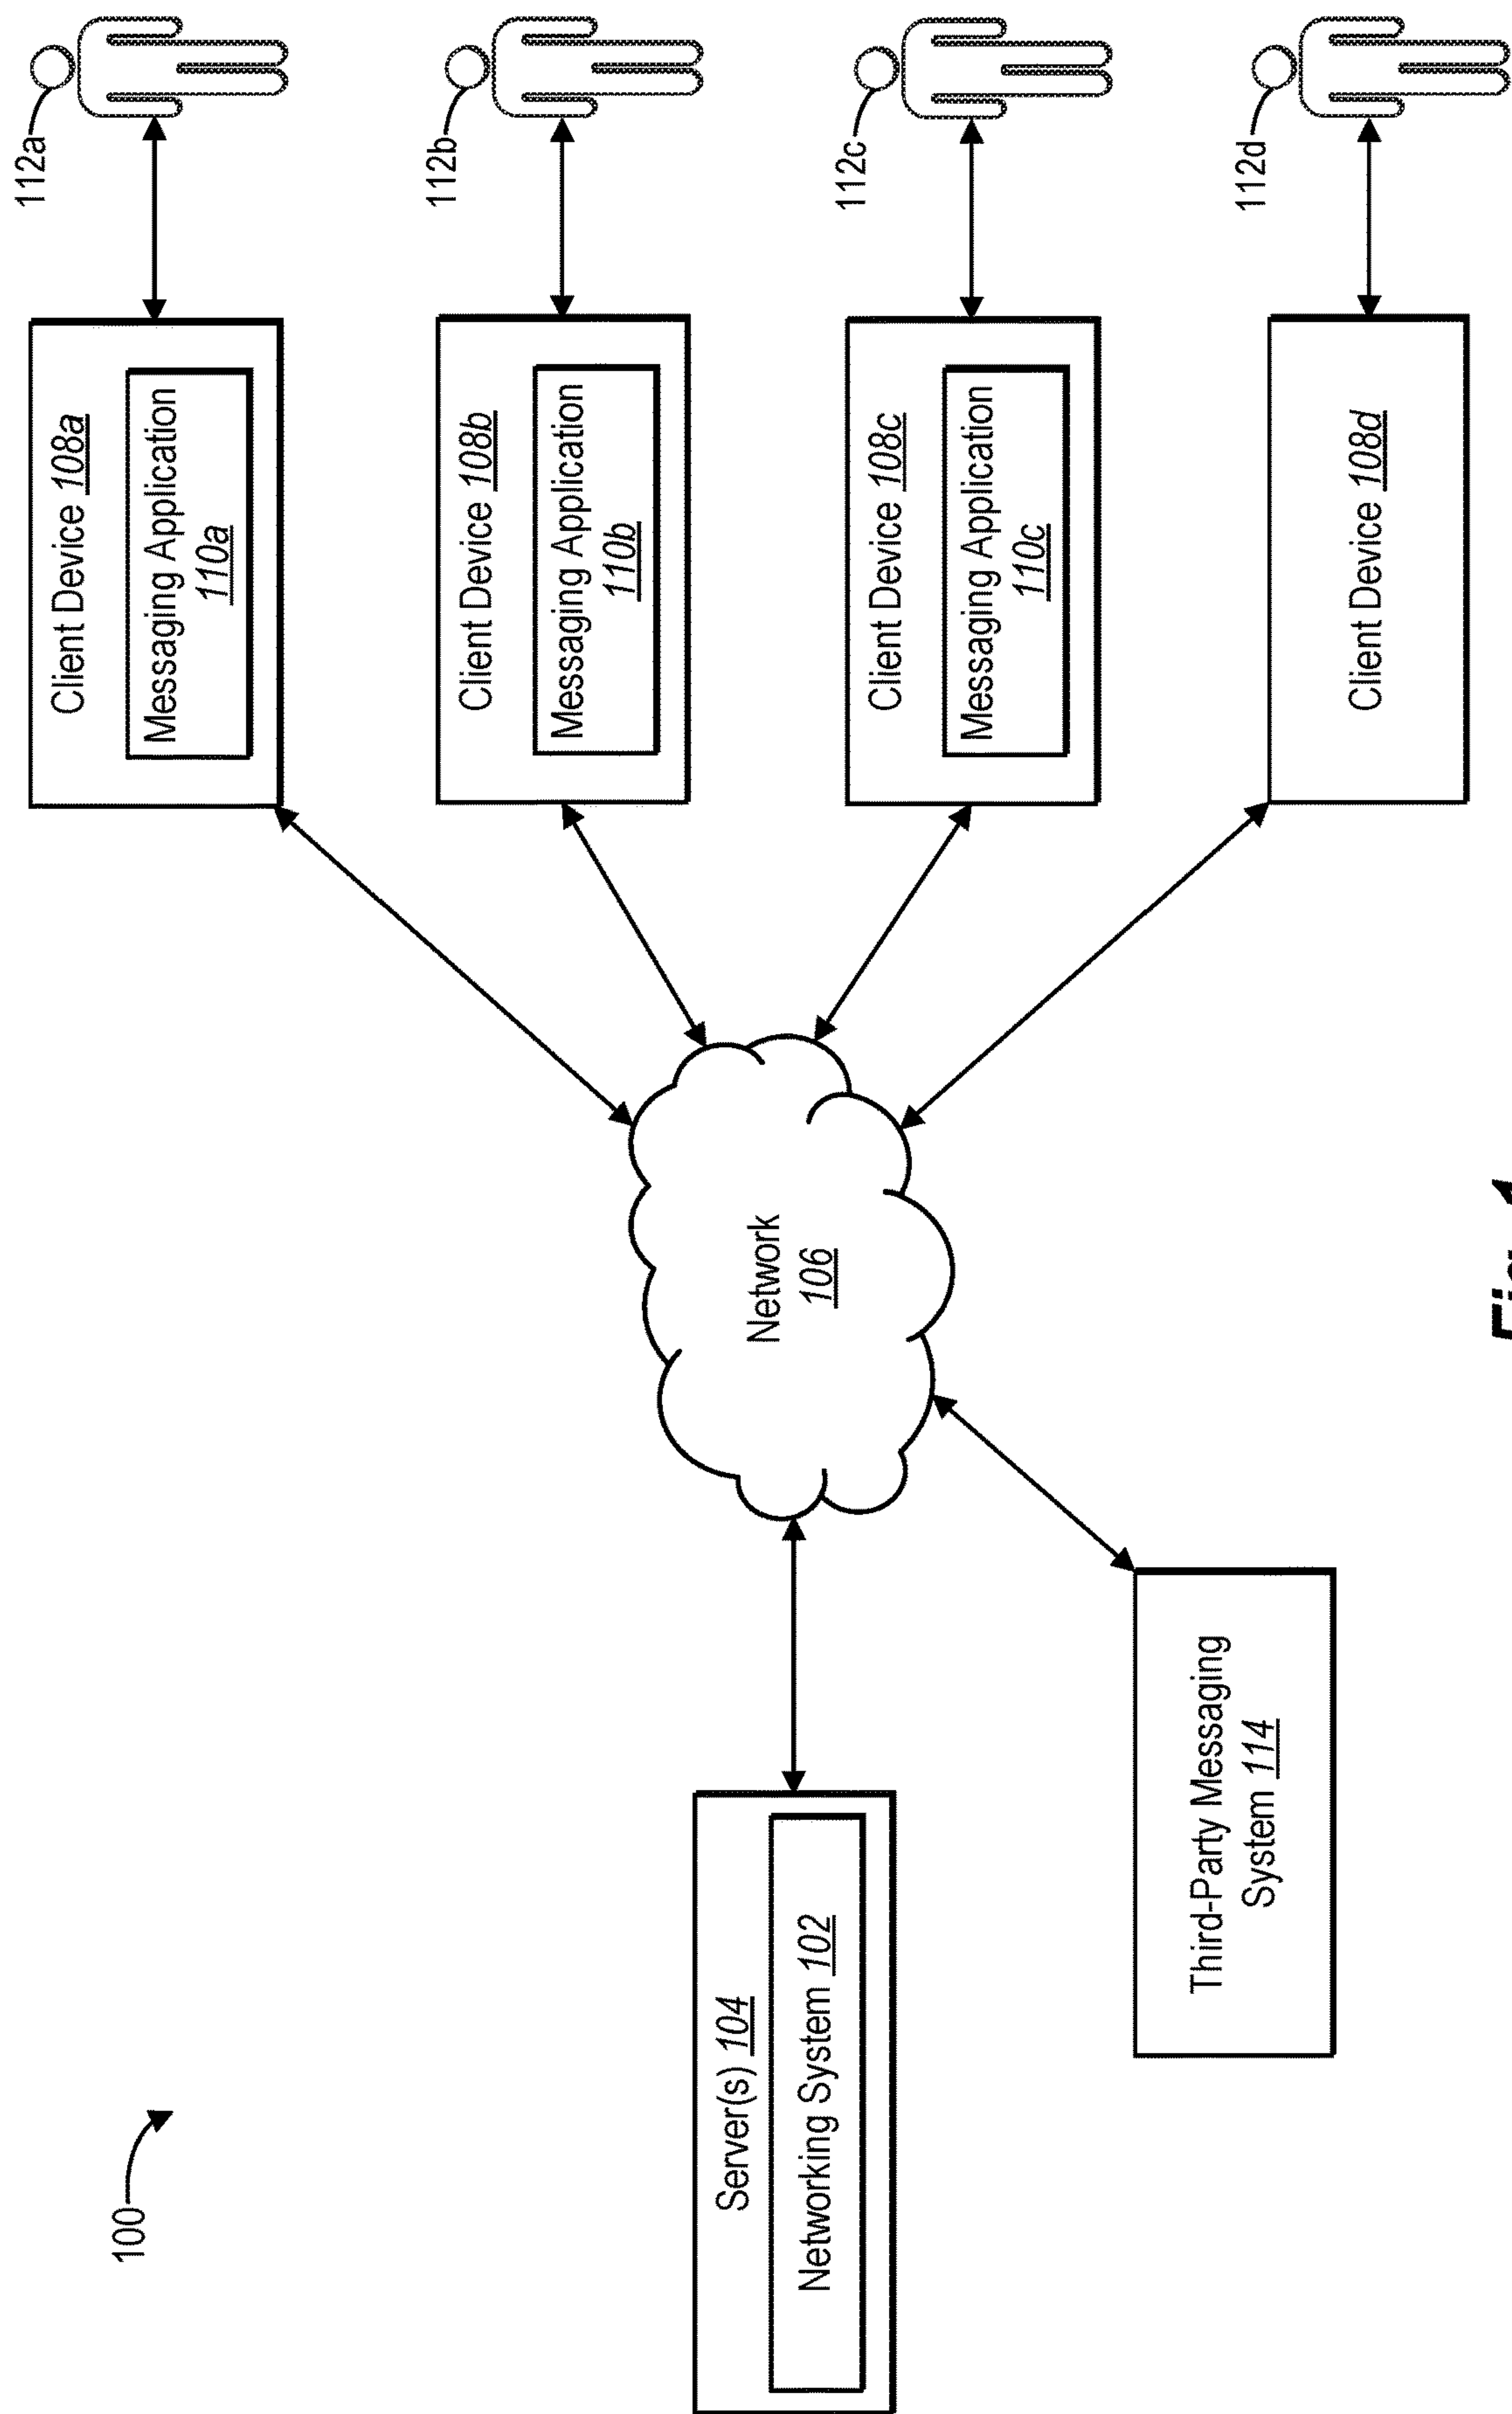 100
Server(s) 104
Networking System 102
Third-Party Messaging
System 114
Network
106
Client Device 108a
Messaging Application
110a
112a
Client Device 108b
Messaging Application
110b
112b
Client Device 108c
Messaging Application
110c
112c
Client Device 108d
112d
Fig. 1